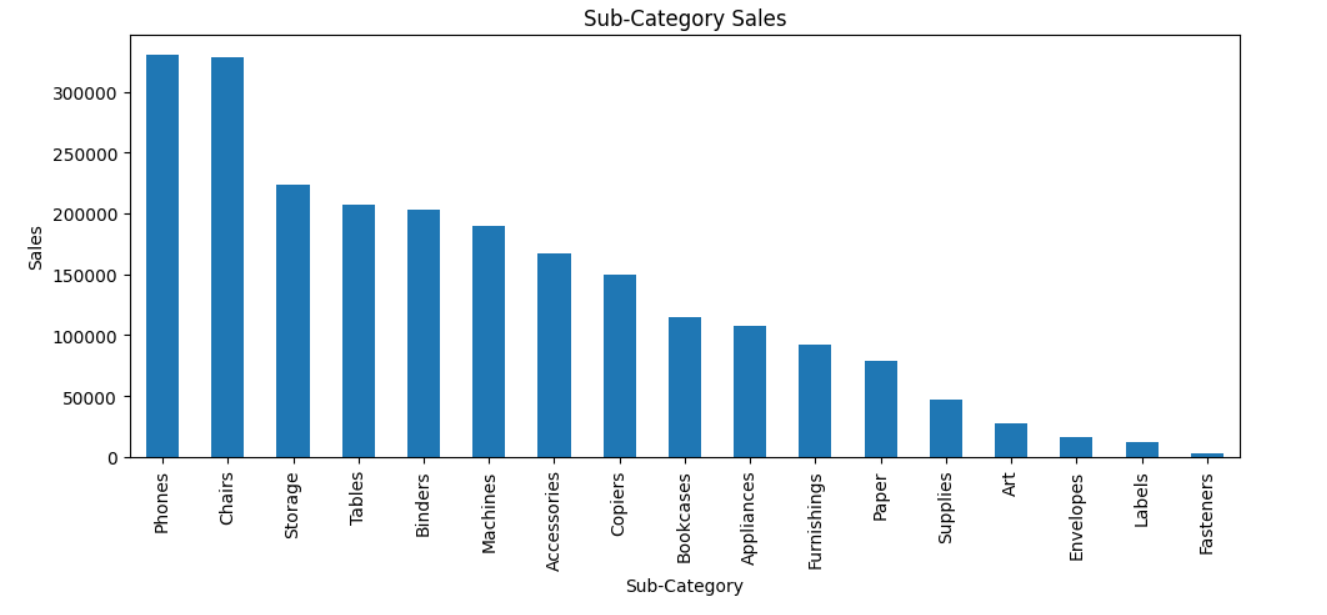 Sub-Category Sales
Sales
300000
250000
200000
150000
100000
50000
0
Phones
Chairs
Storage
Tables
Binders
Machines
Accessories
Copiers
Bookcases
Appliances
Furnishings
Paper
Supplies
Art
Envelopes
Labels
Fasteners
Sub-Category